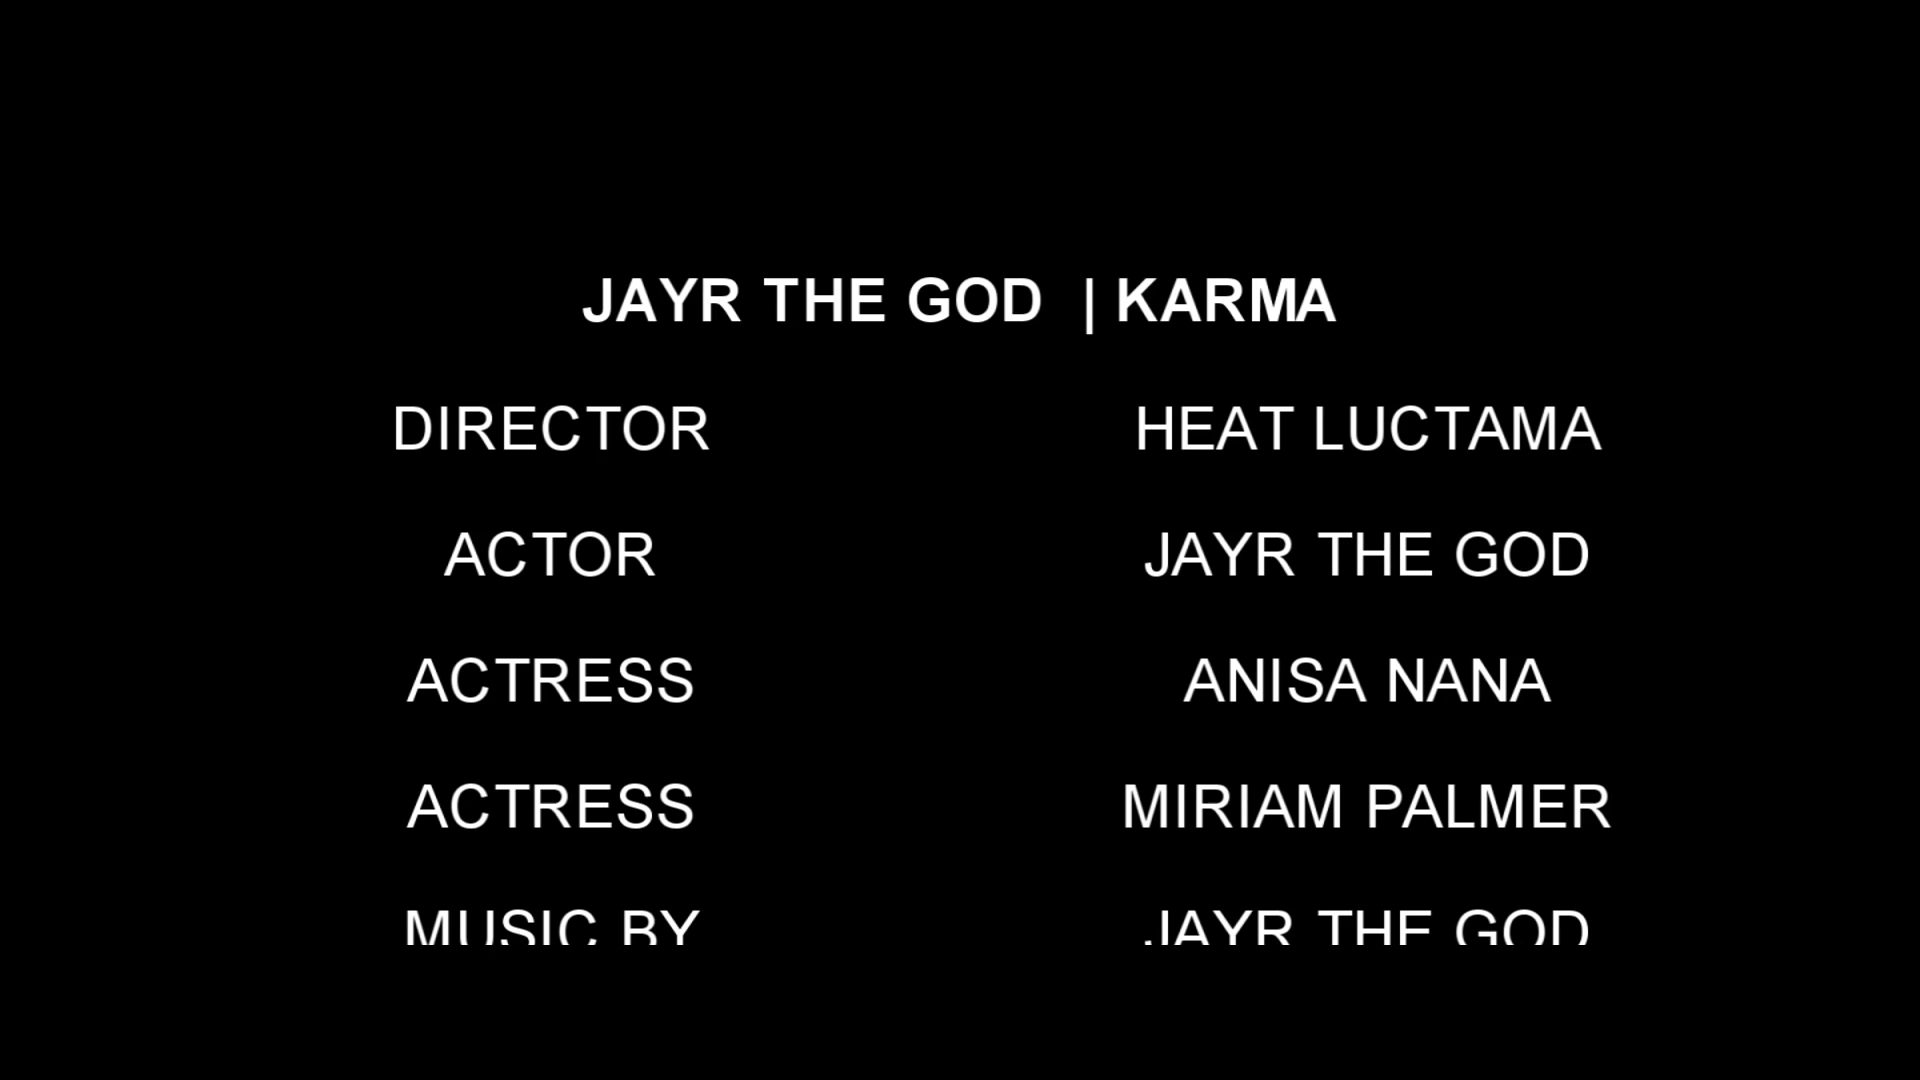 JAYR THE GOD | KARMA
DIRECTOR HEAT LUCTAMA
ACTOR JAYR THE GOD
ACTRESS ANISA NANA
ACTRESS MIRIAM PALMER
MUSIC BY JAYR THE GOD